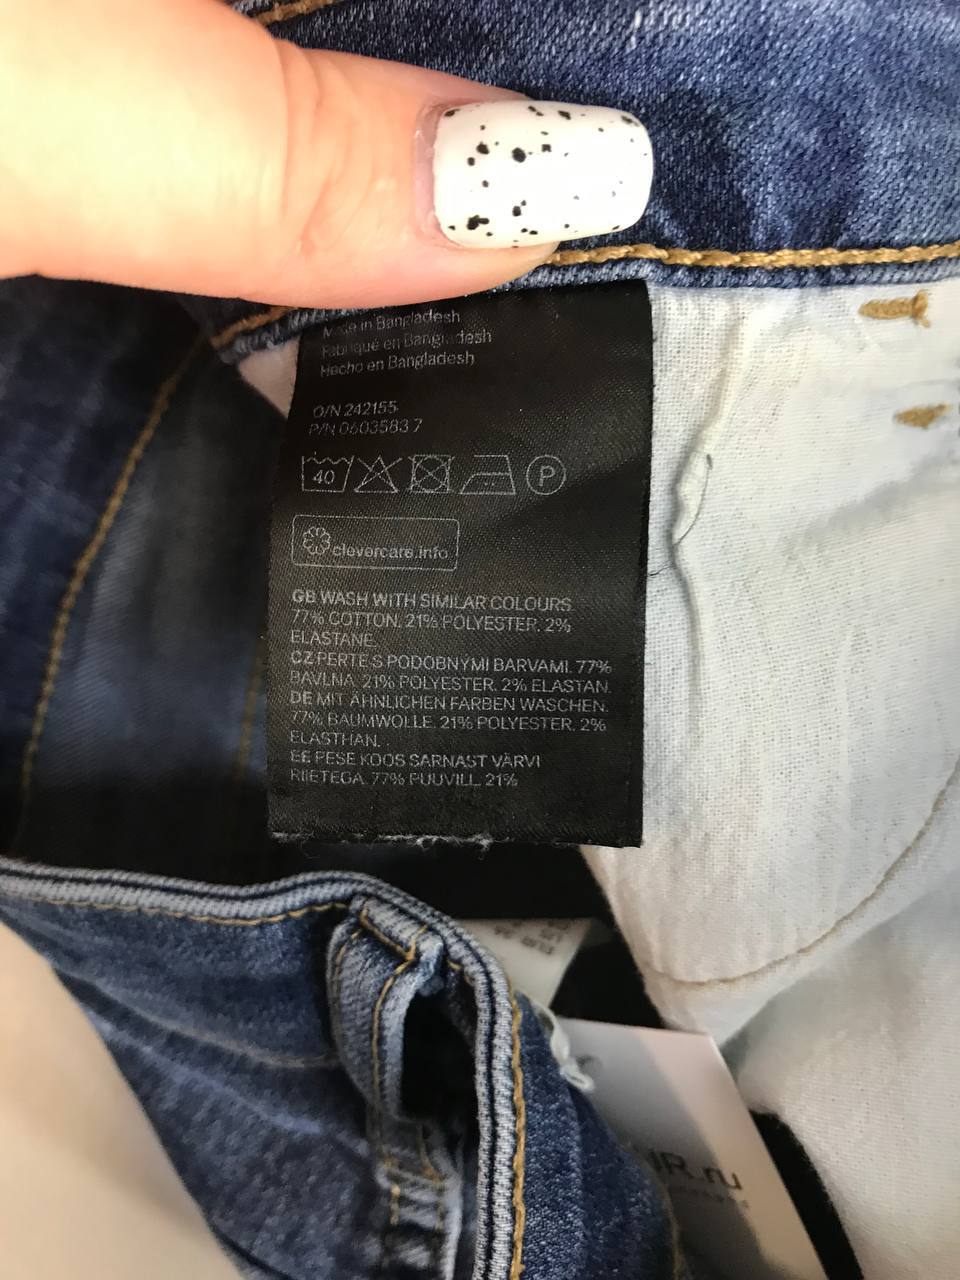 Made in Bangladesh
Fabriqué en Bangladesh
Hecho en Bangladesh
O/N 242155
P/N 0603583 7
40
P
clevercare.info
GB WASH WITH SIMILAR COLOURS.
77% COTTON. 21% POLYESTER. 2%
ELASTANE.
CZ PERTE S PODOBNYMI BARVAMI. 77%
BAVLNA. 21% POLYESTER. 2% ELASTAN.
DE MIT ÄHNLICHEN FARBEN WASCHEN.
77% BAUMWOLLE. 21% POLYESTER. 2%
ELASTHAN.
EE PESE KOOS SARNAST VÄRVI
RIIETEGA. 77% PUUVILL. 21%
.ru